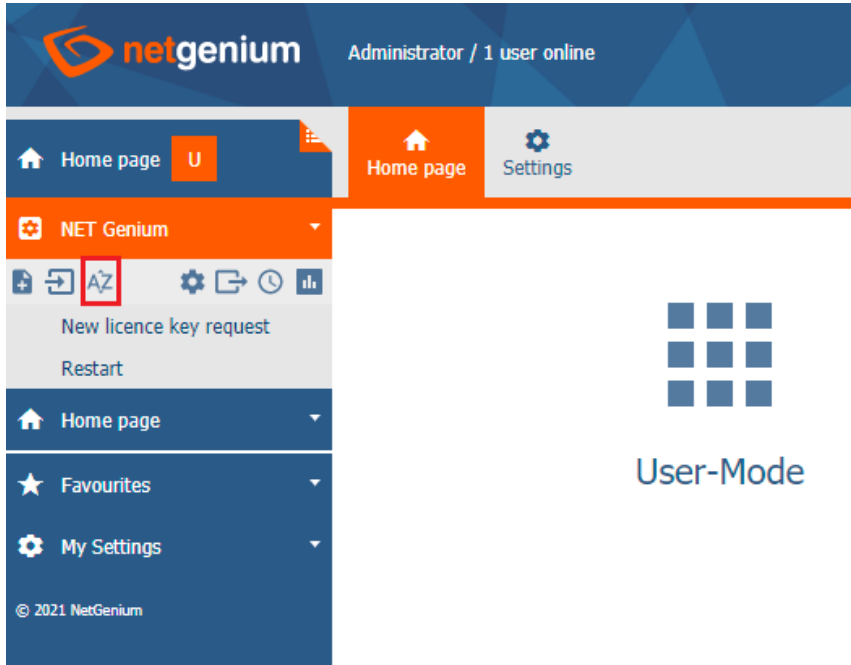 netgenium
Administrator / 1 user online
Home page U
Home page
Settings
NET Genium
AZ
New licence key request
Restart
Home page
Favourites
My Settings
© 2021 NetGenium
User-Mode